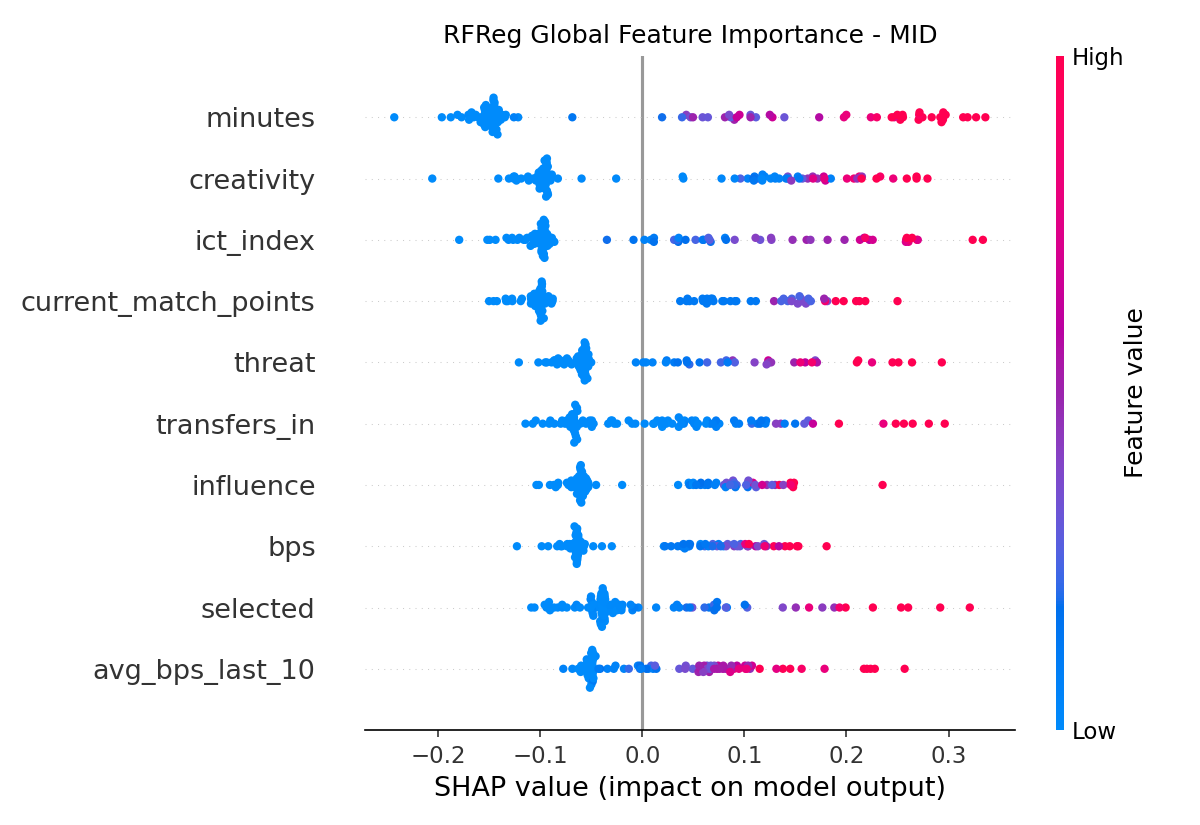 RFReg Global Feature Importance - MID
High
minutes
creativity
ict_index
current_match_points
threat
transfers_in
influence
bps
selected
avg_bps_last_10
Feature value
Low
−0.2 −0.1 0.0 0.1 0.2 0.3
SHAP value (impact on model output)